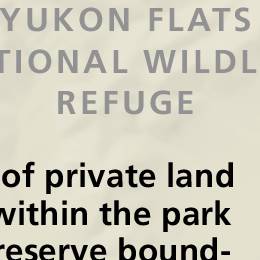 YUKON FLATS
TIONAL WILDL
REFUGE
of private land
within the park
reserve bound-